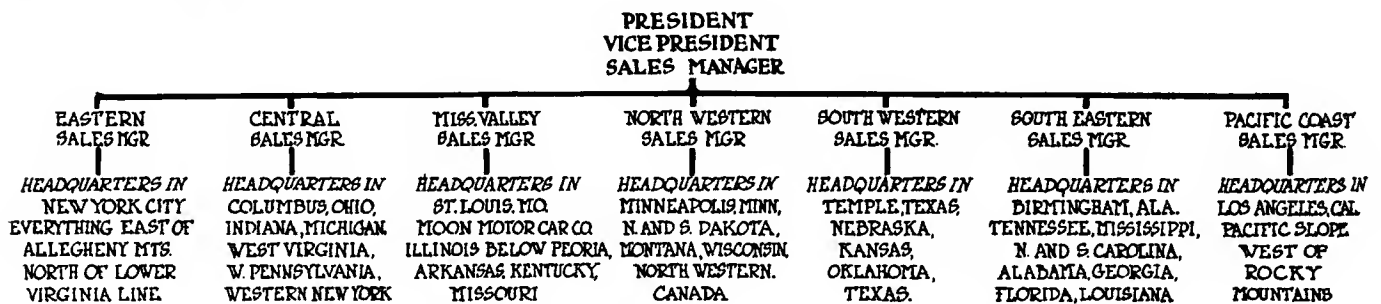 PRESIDENT
VICE PRESIDENT
SALES MANAGER
EASTERN
SALES MGR
HEADQUARTERS IN
NEW YORK CITY
EVERYTHING EAST OF
ALLEGHENY MTS.
NORTH OF LOWER
VIRGINIA LINE
CENTRAL
SALES MGR.
HEADQUARTERS IN
COLUMBUS, OHIO,
INDIANA, MICHIGAN
WEST VIRGINIA,
W. PENNSYLVANIA,
WESTERN NEW YORK
MISS. VALLEY
SALES MGR
HEADQUARTERS IN
ST. LOUIS. MO.
MOON MOTOR CAR CO
ILLINOIS BELOW PEORIA,
ARKANSAS, KENTUCKY,
MISSOURI
NORTH WESTERN
SALES MGR
HEADQUARTERS IN
MINNEAPOLIS, MINN,
N. AND S. DAKOTA,
MONTANA, WISCONSIN,
NORTH WESTERN.
CANADA
SOUTH WESTERN
SALES MGR.
HEADQUARTERS IN
TEMPLE, TEXAS,
NEBRASKA,
KANSAS,
OKLAHOMA,
TEXAS.
SOUTH EASTERN
SALES MGR.
HEADQUARTERS IN
BIRMINGHAM, ALA.
TENNESSEE, MISSISSIPPI,
N. AND S. CAROLINA,
ALABAMA, GEORGIA,
FLORIDA, LOUISIANA
PACIFIC COAST
SALES MGR.
HEADQUARTERS IN
LOS ANGELES, CAL.
PACIFIC SLOPE
WEST OF
ROCKY
MOUNTAINS